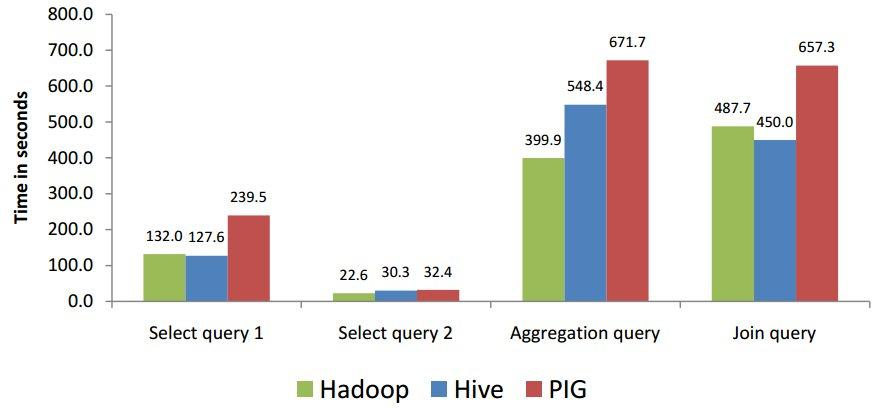 Time in seconds
800.0
700.0
600.0
500.0
400.0
300.0
200.0
100.0
0.0
132.0 127.6 239.5
22.6 30.3 32.4
399.9 548.4 671.7
487.7 450.0 657.3
Select query 1 Select query 2 Aggregation query Join query
Hadoop Hive PIG